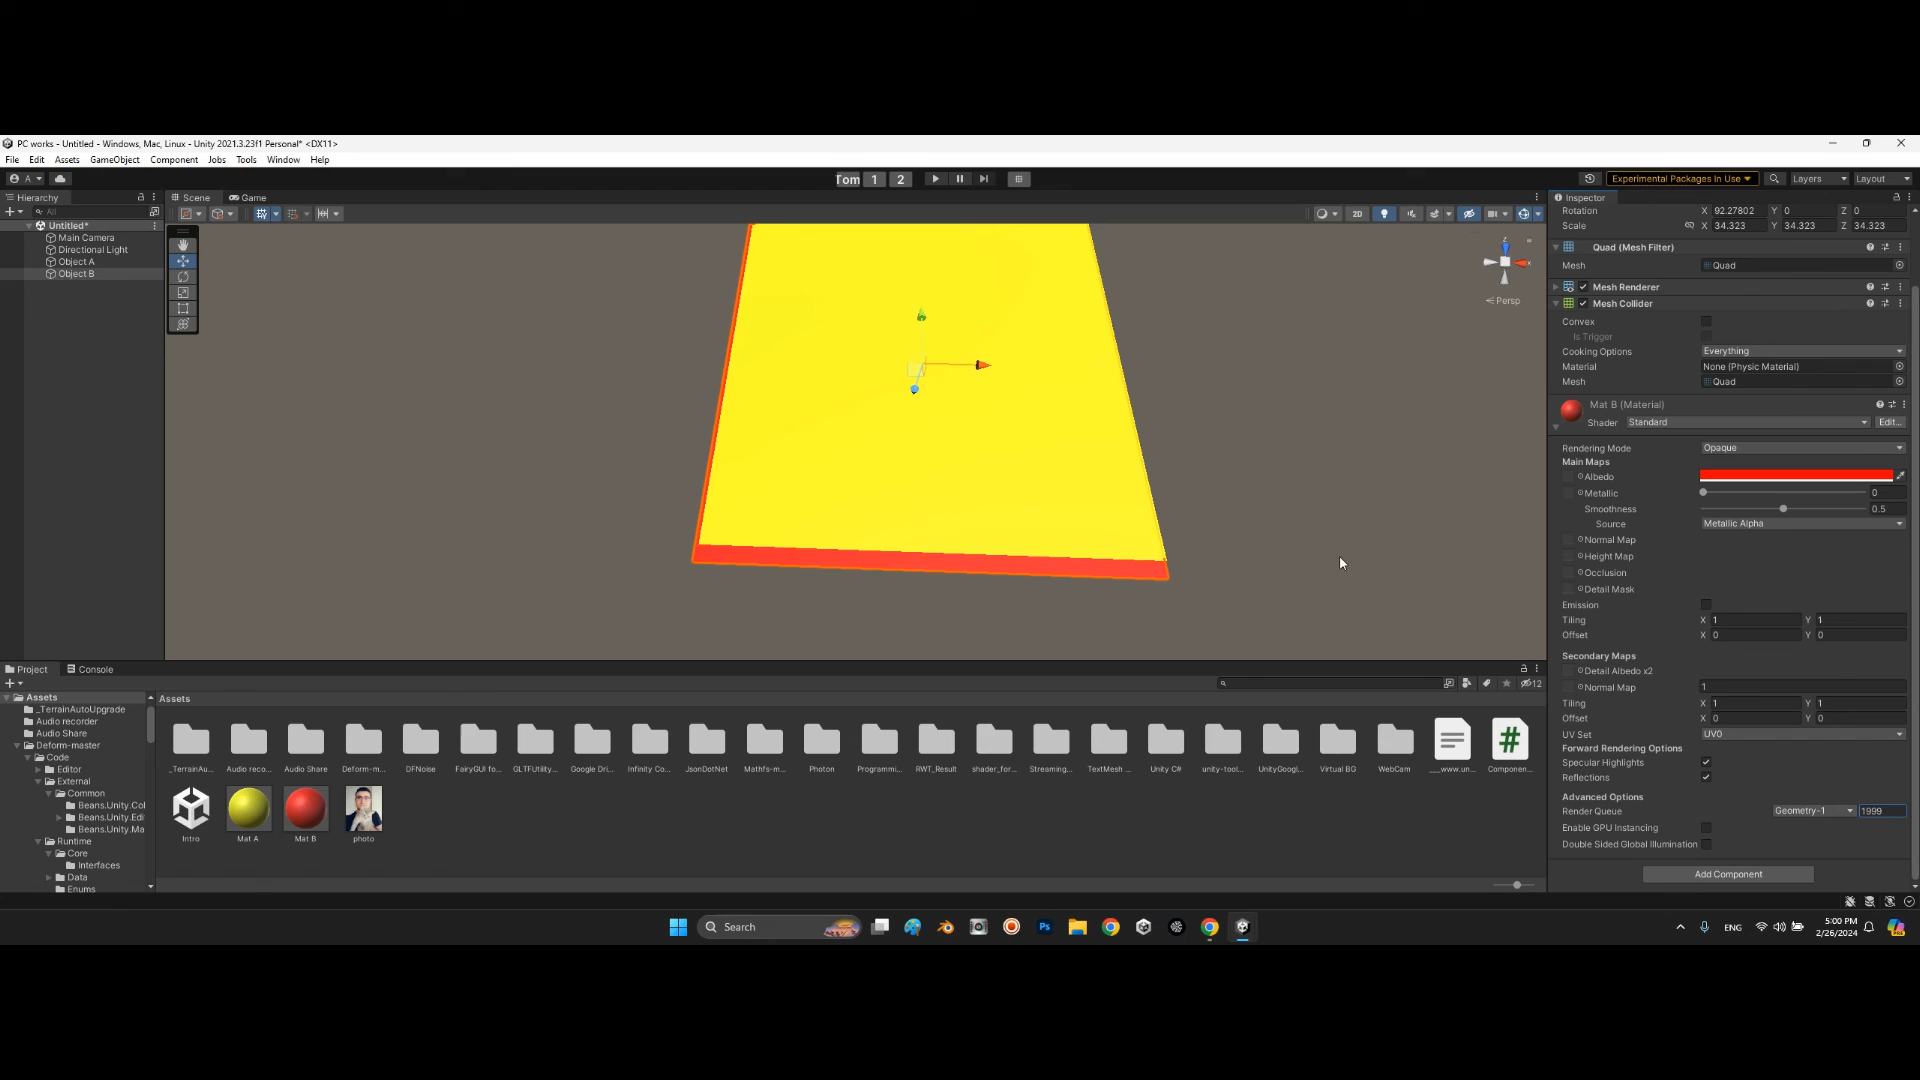 PC works - Untitled - Windows, Mac, Linux - Unity 2021.3.23f1 Personal* <DX11>
File Edit Assets GameObject Component Jobs Tools Window Help
A Tom 1 2 Experimental Packages In Use Layers Layout
Hierarchy Scene Game Inspector
All 2D
Rotation X 92.27802 Y 0 Z 0
Scale X 34.323 Y 34.323 Z 34.323
Untitled*
Main Camera
Directional Light
Object A
Object B
Persp
Quad (Mesh Filter)
Mesh Quad
Mesh Renderer
Mesh Collider
Convex
Is Trigger
Cooking Options Everything
Material None (Physic Material)
Mesh Quad
Mat B (Material)
Shader Standard Edit...
Rendering Mode Opaque
Main Maps
Albedo
Metallic 0
Smoothness 0.5
Source Metallic Alpha
Normal Map
Height Map
Occlusion
Detail Mask
Emission
Tiling X 1 Y 1
Offset X 0 Y 0
Secondary Maps
Detail Albedo x2
Normal Map 1
Tiling X 1 Y 1
Offset X 0 Y 0
UV Set UV0
Forward Rendering Options
Specular Highlights
Reflections
Advanced Options
Render Queue Geometry-1 1999
Enable GPU Instancing
Double Sided Global Illumination
Add Component
Project Console
12
Assets
_TerrainAutoUpgrade
Audio recorder
Audio Share
Deform-master
Code
Editor
External
Common
Beans.Unity.Col
Beans.Unity.Edi
Beans.Unity.Ma
Runtime
Core
Interfaces
Data
Enums
Assets
_TerrainAu... Audio reco... Audio Share Deform-m... DFNoise FairyGUI fo... GLTFUtility... Google Dri... Infinity Co... JsonDotNet Mathfs-m... Photon Programmi... RWT_Result shader_for... Streaming... TextMesh ... Unity C# unity-tool... UnityGoogl... Virtual BG WebCam ___www.un... Componen...
Intro Mat A Mat B photo
Search Ps ENG 5:00 PM
2/26/2024